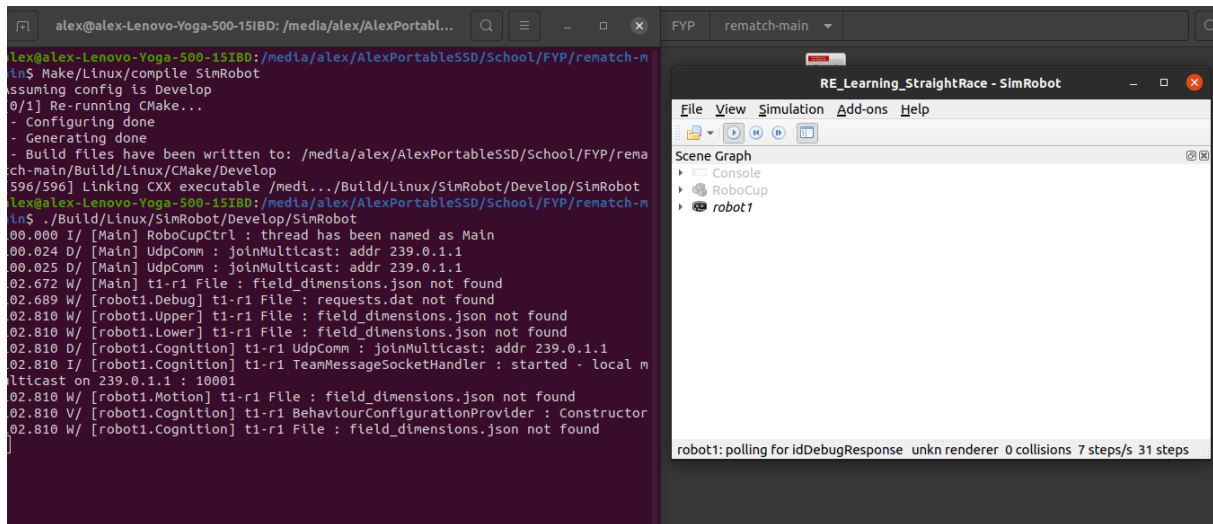 alex@alex-Lenovo-Yoga-500-15IBD: /media/alex/AlexPortabl...
lex@alex-Lenovo-Yoga-500-15IBD:/media/alex/AlexPortableSSD/School/FYP/rematch-m
in$ Make/Linux/compile SimRobot
ssuming config is Develop
0/1] Re-running CMake...
- Configuring done
- Generating done
- Build files have been written to: /media/alex/AlexPortableSSD/School/FYP/rema
ch-main/Build/Linux/CMake/Develop
596/596] Linking CXX executable /medi.../Build/Linux/SimRobot/Develop/SimRobot
lex@alex-Lenovo-Yoga-500-15IBD:/media/alex/AlexPortableSSD/School/FYP/rematch-m
in$ ./Build/Linux/SimRobot/Develop/SimRobot
00.000 I/ [Main] RoboCupCtrl : thread has been named as Main
00.024 D/ [Main] UdpComm : joinMulticast: addr 239.0.1.1
00.025 D/ [Main] UdpComm : joinMulticast: addr 239.0.1.1
02.672 W/ [Main] t1-r1 File : field_dimensions.json not found
02.689 W/ [robot1.Debug] t1-r1 File : requests.dat not found
02.810 W/ [robot1.Upper] t1-r1 File : field_dimensions.json not found
02.810 W/ [robot1.Lower] t1-r1 File : field_dimensions.json not found
02.810 D/ [robot1.Cognition] t1-r1 UdpComm : joinMulticast: addr 239.0.1.1
02.810 I/ [robot1.Cognition] t1-r1 TeamMessageSocketHandler : started - local m
lticast on 239.0.1.1 : 10001
02.810 W/ [robot1.Motion] t1-r1 File : field_dimensions.json not found
02.810 V/ [robot1.Cognition] t1-r1 BehaviourConfigurationProvider : Constructor
02.810 W/ [robot1.Cognition] t1-r1 File : field_dimensions.json not found
FYP rematch-main
RE_Learning_StraightRace - SimRobot
File View Simulation Add-ons Help
Scene Graph
Console
RoboCup
robot1
robot1: polling for idDebugResponse unkn renderer 0 collisions 7 steps/s 31 steps